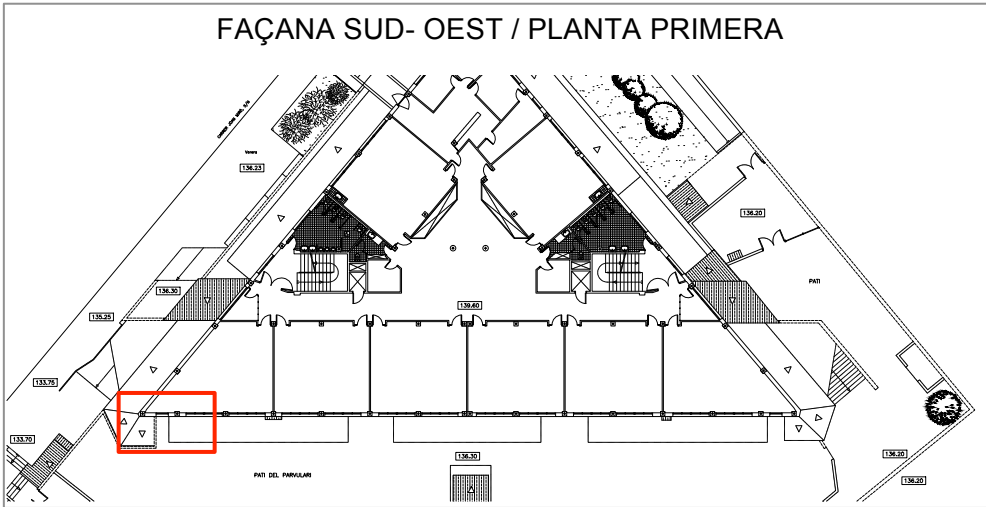 FAÇANA SUD- OEST / PLANTA PRIMERA
Vorera
136.23
136.20
PATI
136.30
135.25
139.60
133.75
133.70
136.30
PATI DEL PARVULARI
136.20
136.20